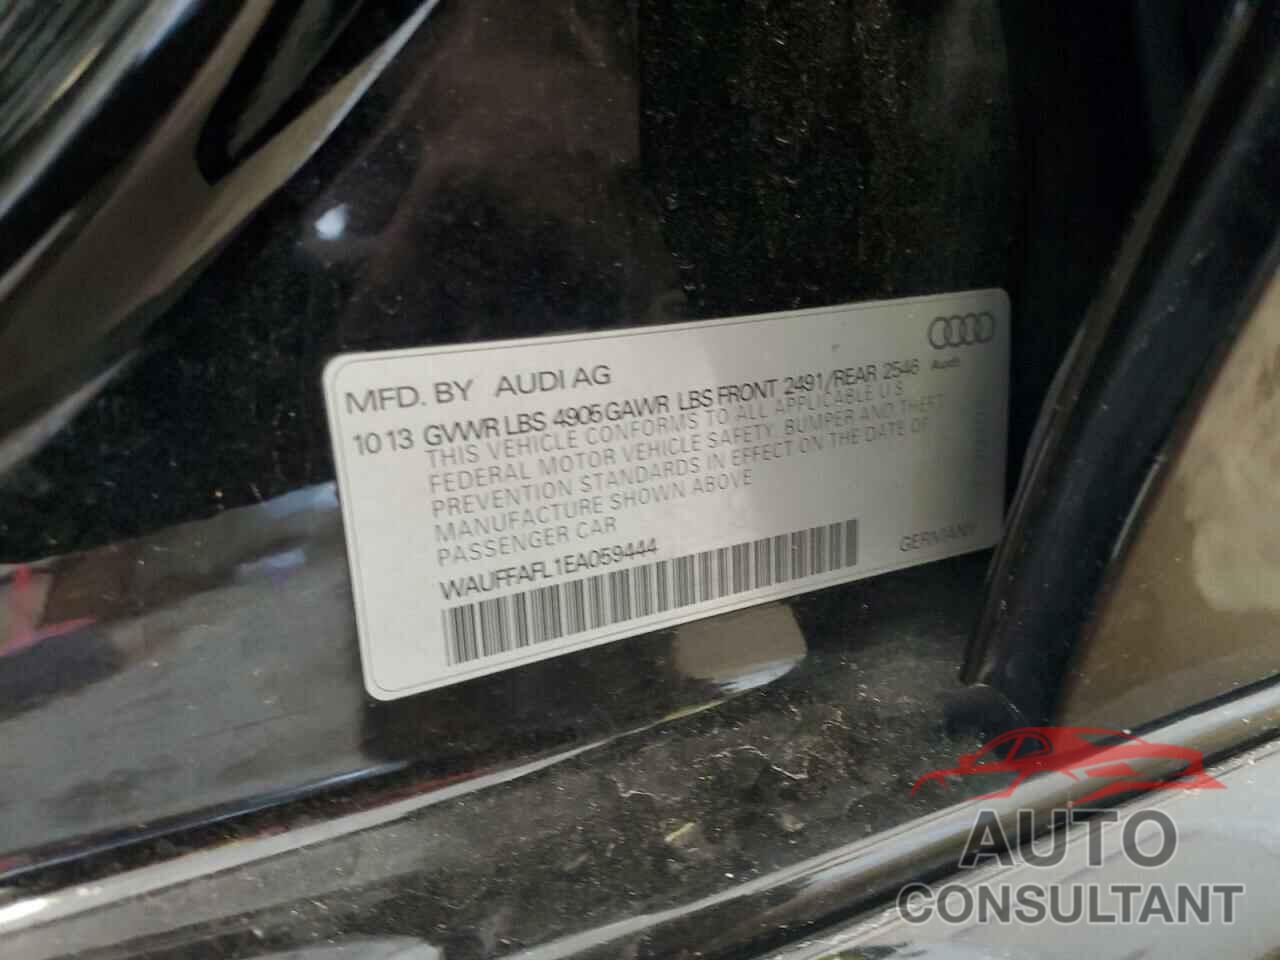 MFD. BY AUDI AG
Audi
10 13 GVWR LBS 4905 GAWR LBS FRONT 2491/REAR 2546
THIS VEHICLE CONFORMS TO ALL APPLICABLE U.S.
FEDERAL MOTOR VEHICLE SAFETY, BUMPER AND THEFT
PREVENTION STANDARDS IN EFFECT ON THE DATE OF
MANUFACTURE SHOWN ABOVE
PASSENGER CAR
WAUFFAFL1EA059444
GERMANY
AUTO
CONSULTANT